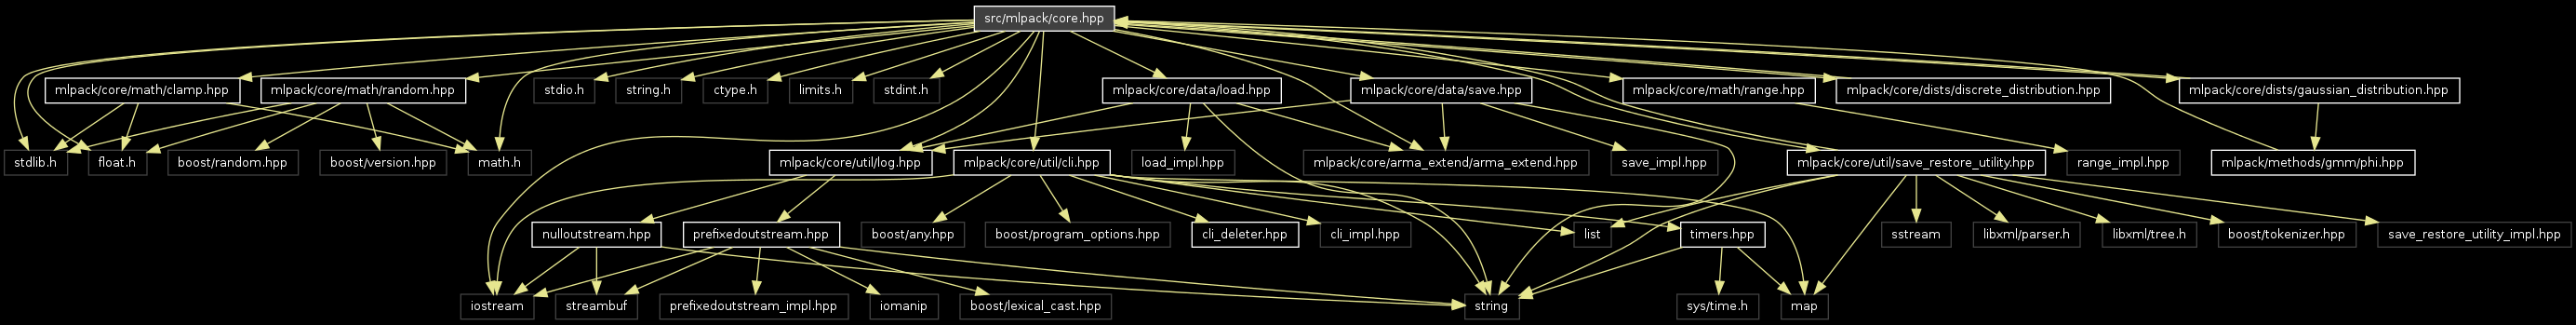 src/mlpack/core.hpp
mlpack/core/math/clamp.hpp
mlpack/core/math/random.hpp
stdio.h
string.h
ctype.h
limits.h
stdint.h
mlpack/core/data/load.hpp
mlpack/core/data/save.hpp
mlpack/core/math/range.hpp
mlpack/core/dists/discrete_distribution.hpp
mlpack/core/dists/gaussian_distribution.hpp
stdlib.h
float.h
boost/random.hpp
boost/version.hpp
math.h
mlpack/core/util/log.hpp
mlpack/core/util/cli.hpp
load_impl.hpp
mlpack/core/arma_extend/arma_extend.hpp
save_impl.hpp
mlpack/core/util/save_restore_utility.hpp
range_impl.hpp
mlpack/methods/gmm/phi.hpp
nulloutstream.hpp
prefixedoutstream.hpp
boost/any.hpp
boost/program_options.hpp
cli_deleter.hpp
cli_impl.hpp
list
timers.hpp
sstream
libxml/parser.h
libxml/tree.h
boost/tokenizer.hpp
save_restore_utility_impl.hpp
iostream
streambuf
prefixedoutstream_impl.hpp
iomanip
boost/lexical_cast.hpp
string
sys/time.h
map